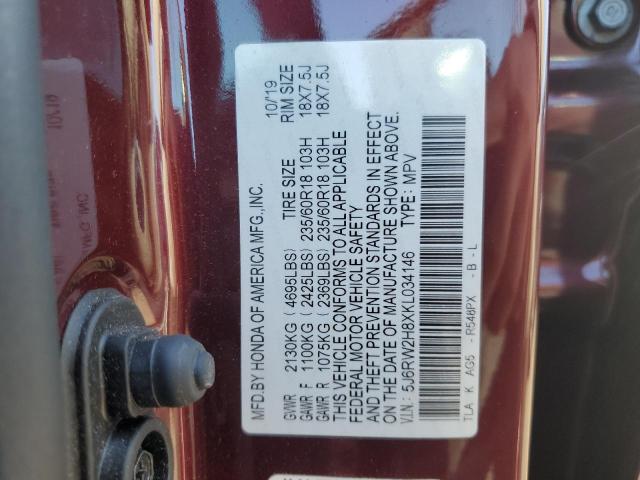 MFD.BY HONDA OF AMERICA MFG.,INC. 10/19
GVWR 2130KG ( 4695LBS) TIRE SIZE RIM SIZE
GAWR F 1100KG ( 2425LBS) 235/60R18 103H 18X7.5J
GAWR R 1075KG ( 2369LBS) 235/60R18 103H 18X7.5J
THIS VEHICLE CONFORMS TO ALL APPLICABLE
FEDERAL MOTOR VEHICLE SAFETY
AND THEFT PREVENTION STANDARDS IN EFFECT
ON THE DATE OF MANUFACTURE SHOWN ABOVE.
V.I.N.: 5J6RW2H8XKL034146 TYPE: MPV
TLA K AG5 - R548PX - B - L